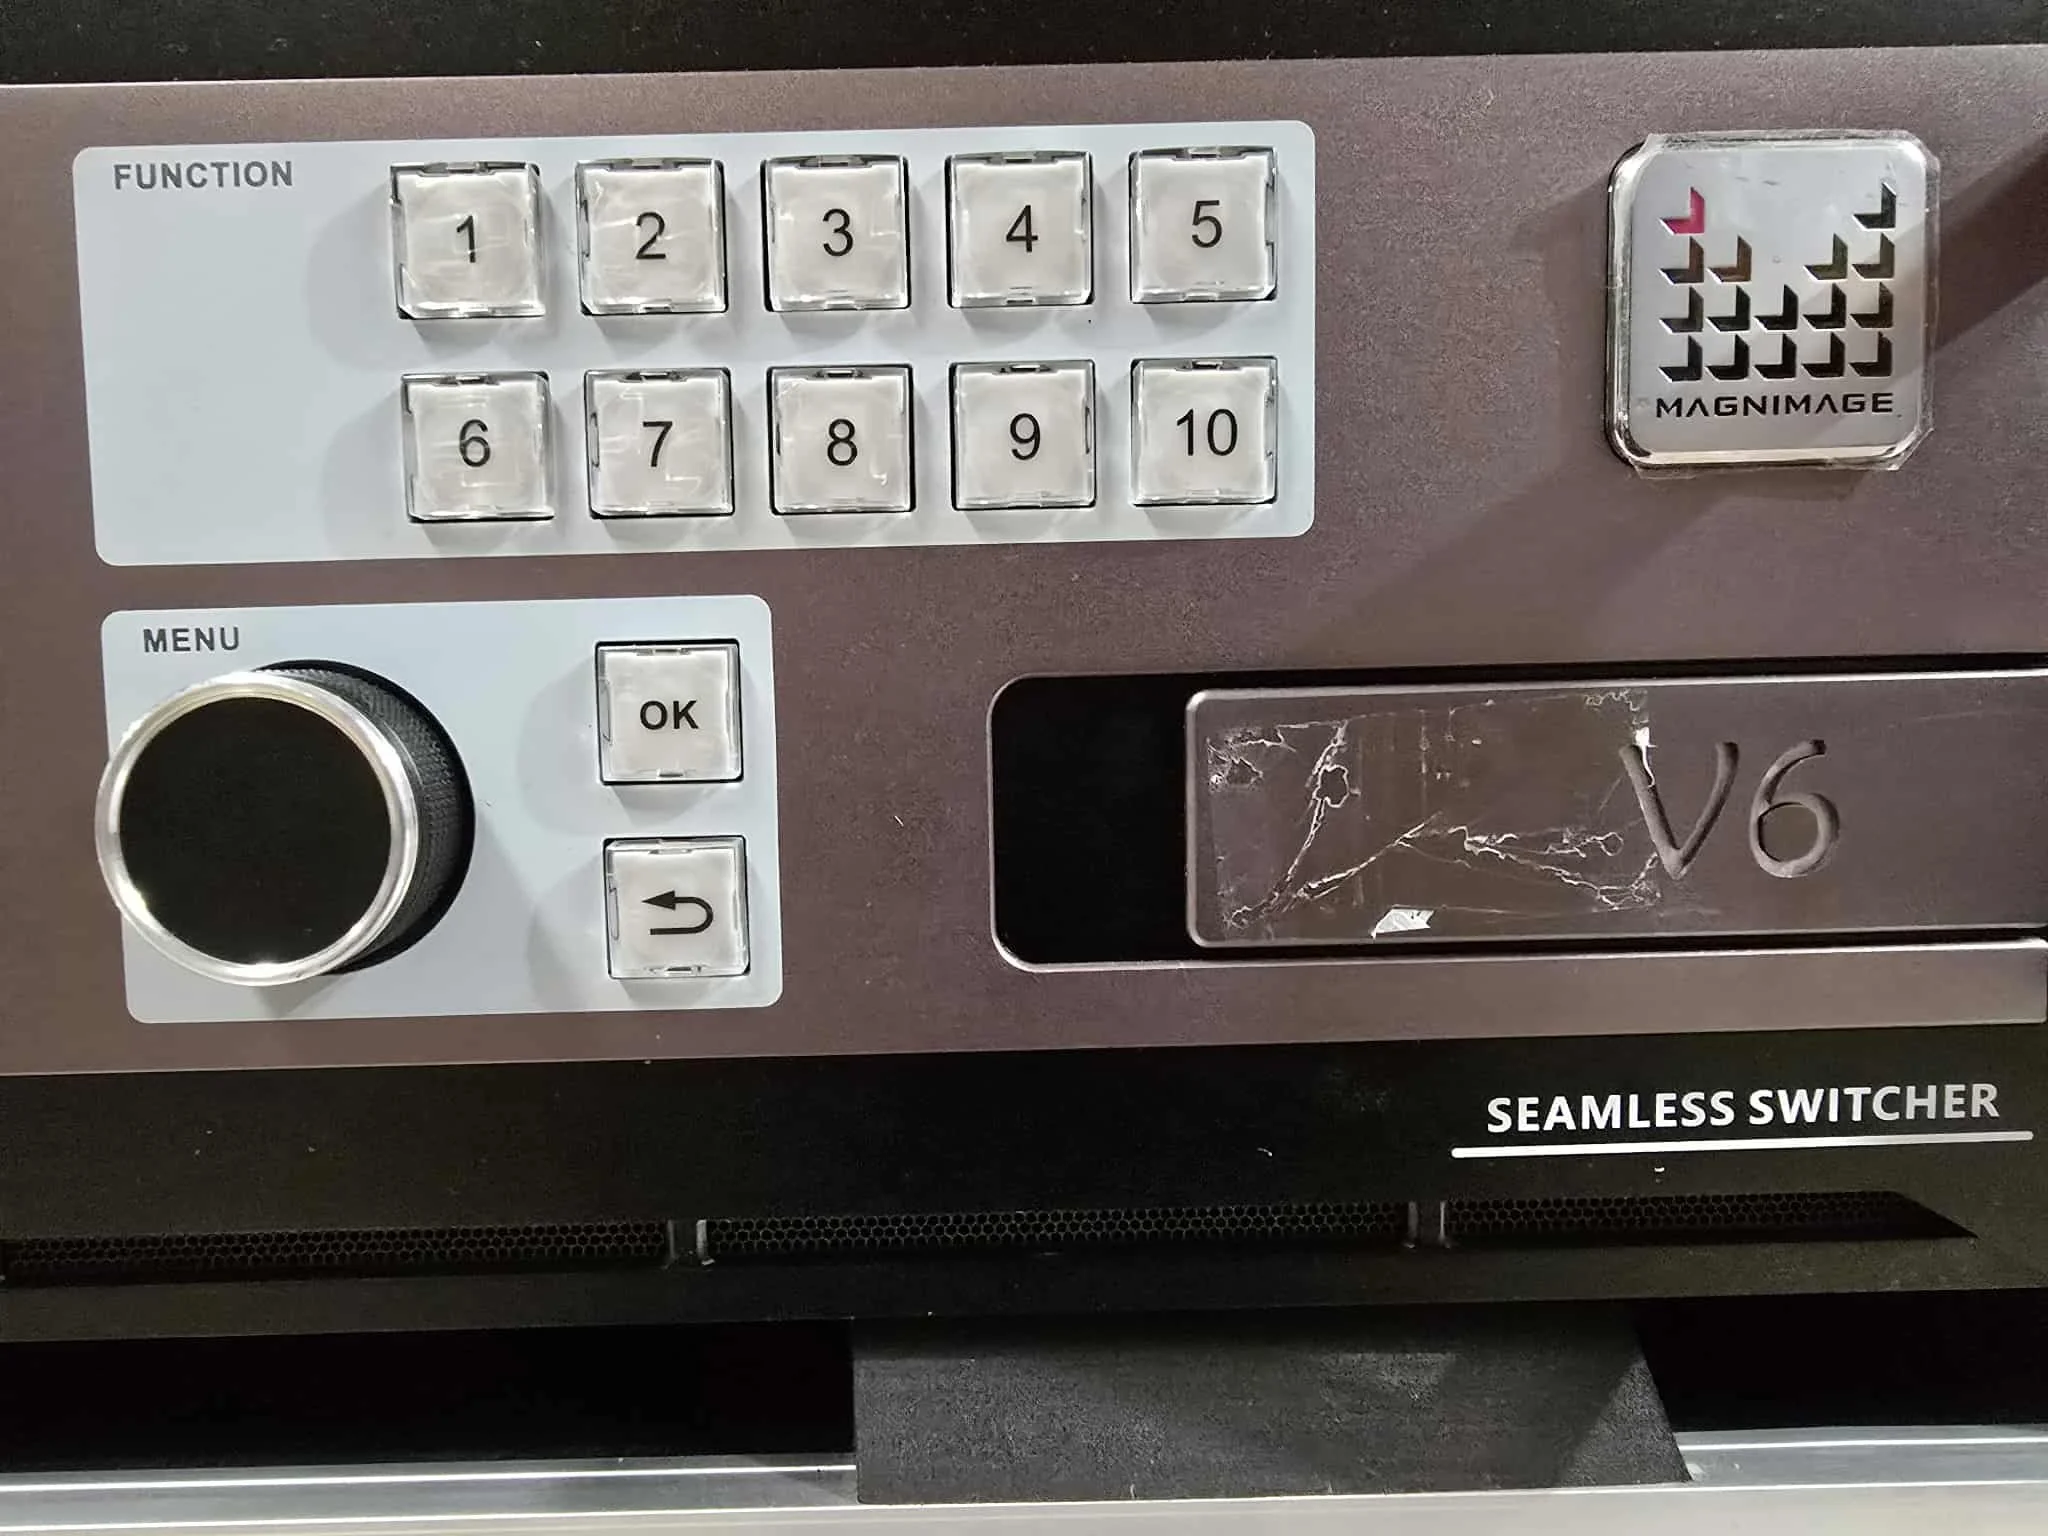 FUNCTION
1 2 3 4 5
6 7 8 9 10
MAGNIMAGE
MENU
OK
V6
SEAMLESS SWITCHER